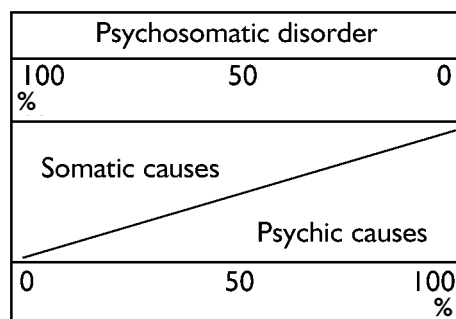 Psychosomatic disorder
100 50 0
%
Somatic causes
Psychic causes
0 50 100
%